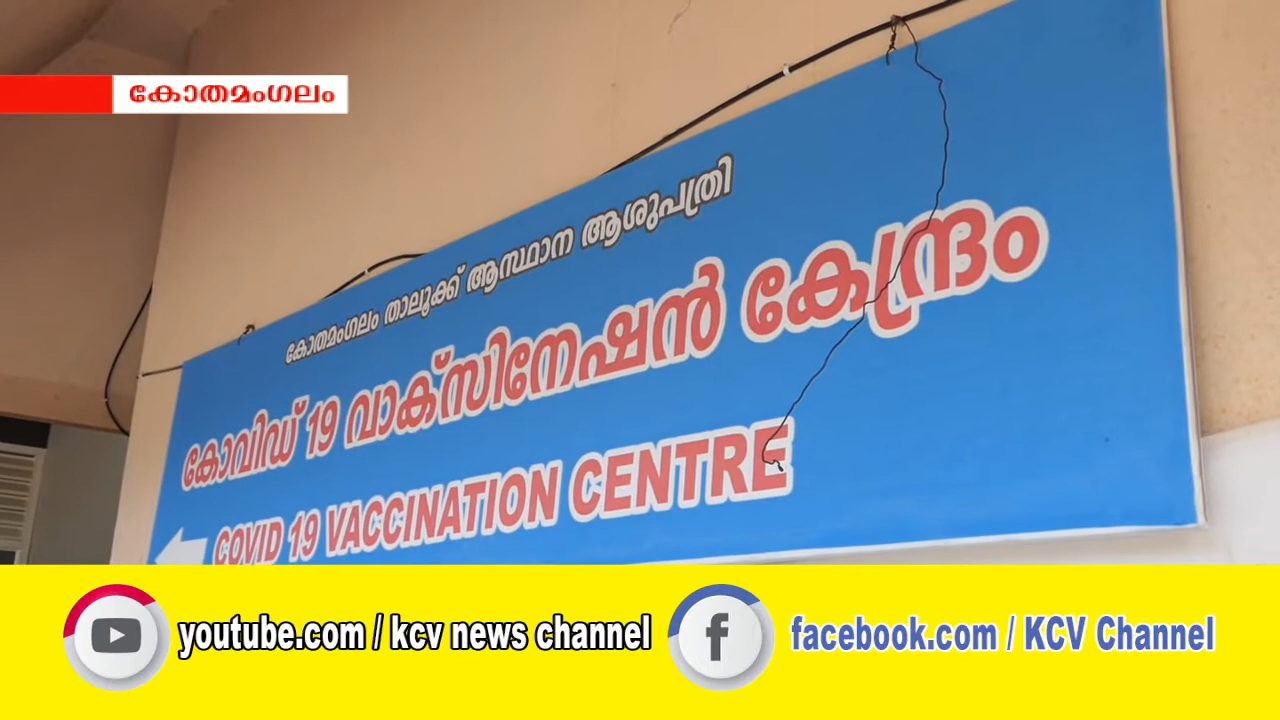 കോതമംഗലം
കോതമംഗലം താലൂക്ക് ആസ്ഥാന ആശുപത്രി
കോവിഡ് 19 വാക്സിനേഷൻ കേന്ദ്രം
COVID 19 VACCINATION CENTRE
youtube.com / kcv news channel
facebook.com / KCV Channel